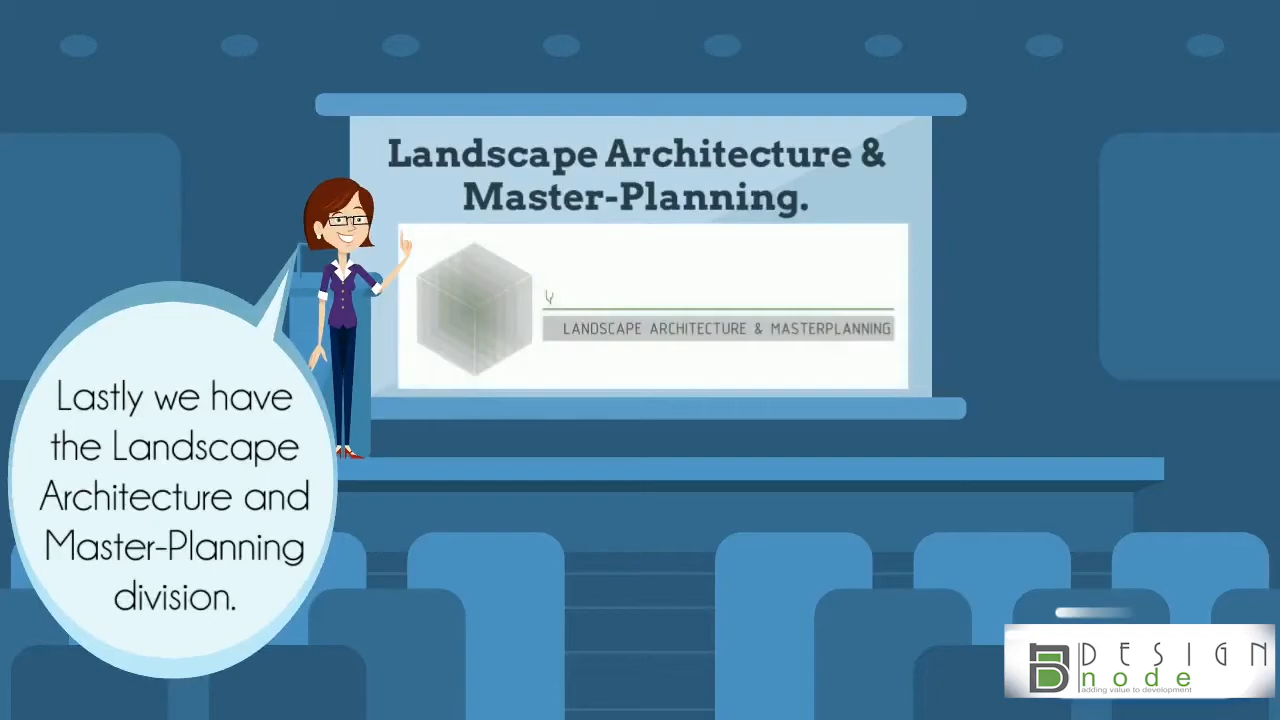 Landscape Architecture &
Master-Planning.
LANDSCAPE ARCHITECTURE & MASTERPLANNING
Lastly we have
the Landscape
Architecture and
Master-Planning
division.
DESIGN
node
adding value to development